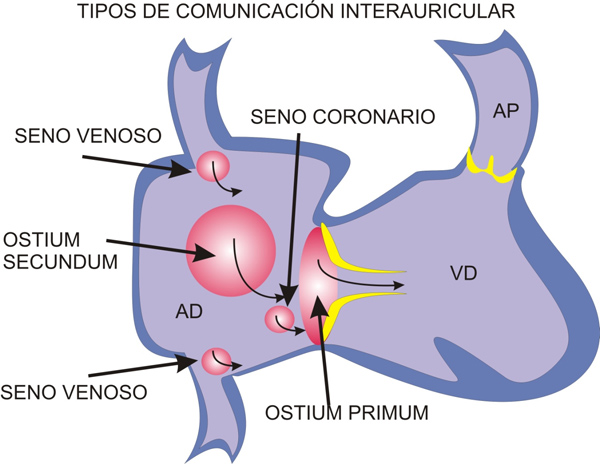 TIPOS DE COMUNICACIÓN INTERAURICULAR
AP
SENO CORONARIO
SENO VENOSO
OSTIUM
SECUNDUM
VD
AD
SENO VENOSO
OSTIUM PRIMUM